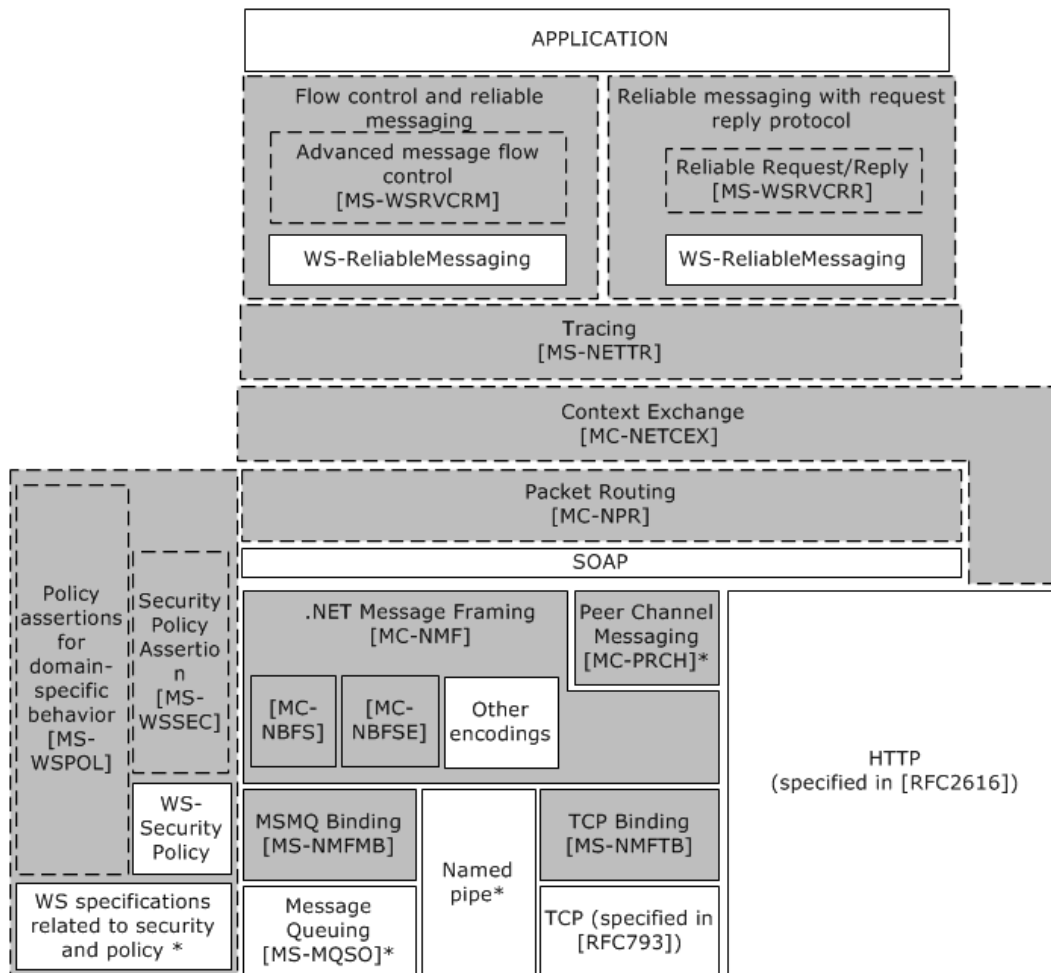 APPLICATION
Flow control and reliable
messaging
Advanced message flow
control
[MS-WSRVCRM]
WS-ReliableMessaging
Reliable messaging with request
reply protocol
Reliable Request/Reply
[MS-WSRVCRR]
WS-ReliableMessaging
Tracing
[MS-NETTR]
Context Exchange
[MC-NETCEX]
Packet Routing
[MC-NPR]
SOAP
Policy
assertions
for
domain-
specific
behavior
[MS-
WSPOL]
Security
Policy
Assertio
n
[MS-
WSSEC]
WS-
Security
Policy
WS specifications
related to security
and policy *
.NET Message Framing
[MC-NMF]
[MC-
NBFS]
[MC-
NBFSE]
Other
encodings
Peer Channel
Messaging
[MC-PRCH]*
MSMQ Binding
[MS-NMFMB]
Message
Queuing
[MS-MQSO]*
Named
pipe*
TCP Binding
[MS-NMFTB]
TCP (specified in
[RFC793])
HTTP
(specified in [RFC2616])